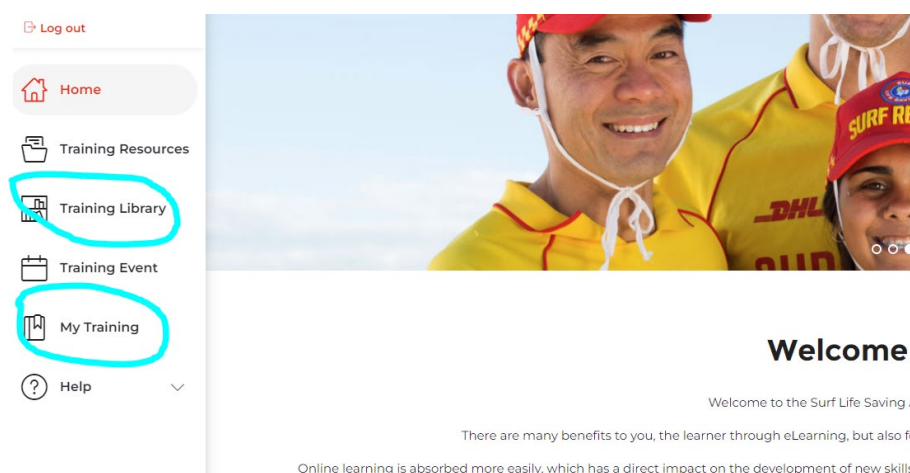 Log out
Home
Training Resources
Training Library
Training Event
My Training
Help
DHL
SURF RE
Welcome
Welcome to the Surf Life Saving
There are many benefits to you, the learner through eLearning, but also f
Online learning is absorbed more easily, which has a direct impact on the development of new skills